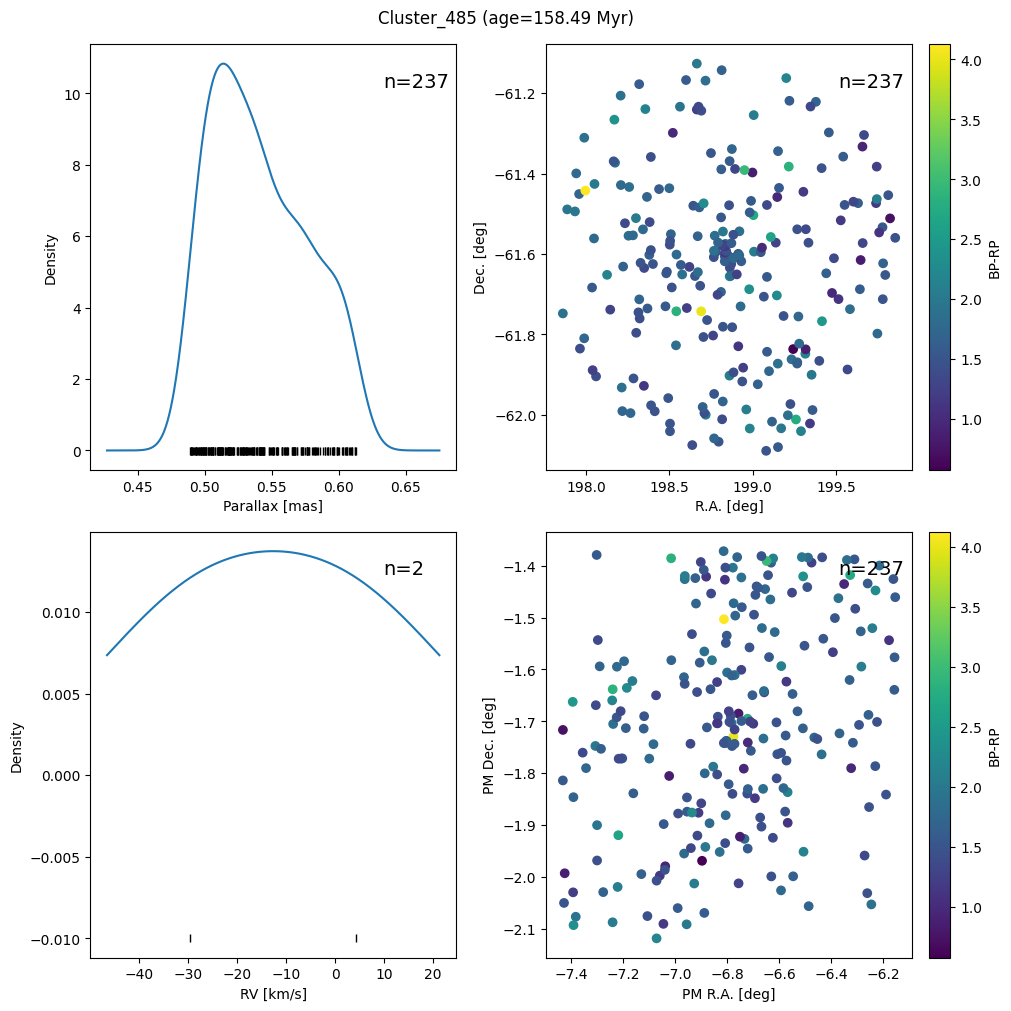 Cluster_485 (age=158.49 Myr)
n=237
Density
10
8
6
4
2
0
0.45 0.50 0.55 0.60 0.65
Parallax [mas]
n=237
Dec. [deg]
−61.2
−61.4
−61.6
−61.8
−62.0
198.0 198.5 199.0 199.5
R.A. [deg]
4.0
3.5
3.0
2.5
2.0
1.5
1.0
BP-RP
n=2
Density
0.010
0.005
0.000
−0.005
−0.010
−40 −30 −20 −10 0 10 20
RV [km/s]
n=237
PM Dec. [deg]
−1.4
−1.5
−1.6
−1.7
−1.8
−1.9
−2.0
−2.1
−7.4 −7.2 −7.0 −6.8 −6.6 −6.4 −6.2
PM R.A. [deg]
4.0
3.5
3.0
2.5
2.0
1.5
1.0
BP-RP